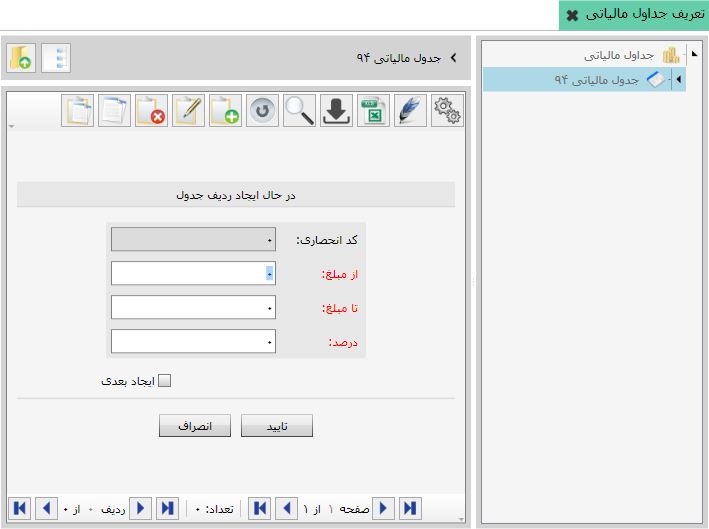 تعریف جداول مالیاتی
جداول مالیاتی
جدول مالیاتی ۹۴
جدول مالیاتی ۹۴
در حال ایجاد ردیف جدول
کد انحصاری: ۰
از مبلغ: ۰
تا مبلغ: ۰
درصد: ۰
ایجاد بعدی
تایید انصراف
صفحه ۱ از ۱ تعداد: ۰ ردیف ۰ از ۰